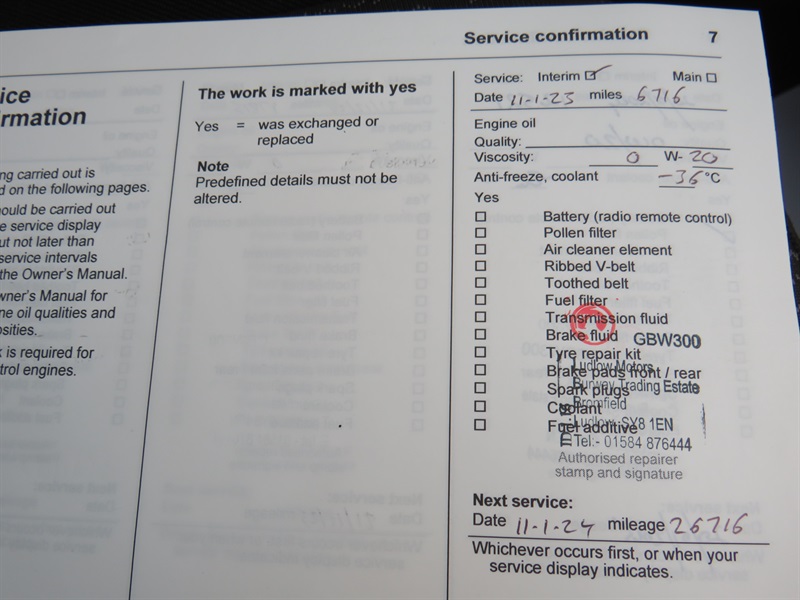 Service confirmation 7
ice
rmation
ng carried out is
d on the following pages.
ould be carried out
e service display
ut not later than
service intervals
the Owner's Manual.
wner's Manual for
ne oil qualities and
osities.
k is required for
trol engines.
The work is marked with yes
Yes = was exchanged or
replaced
Note
Predefined details must not be
altered.
Service: Interim ☑ Main ☐
Date 11-1-23 miles 6716
Engine oil
Quality:
Viscosity: 0 W- 20
Anti-freeze, coolant -36 °C
Yes
☐ Battery (radio remote control)
☐ Pollen filter
☐ Air cleaner element
☐ Ribbed V-belt
☐ Toothed belt
☐ Fuel filter
☐ Transmission fluid
☐ Brake fluid
GBW300
☐ Tyre repair kit
☐ Brake pads front / rear
☐ Spark plugs
☐ Coolant
☐ Fuel additive
Ludlow Motors
Burway Trading Estate
Bromfield
Ludlow SY8 1EN
Tel:- 01584 876444
Authorised repairer
stamp and signature
Next service:
Date 11-1-24 mileage 26716
Whichever occurs first, or when your
service display indicates.